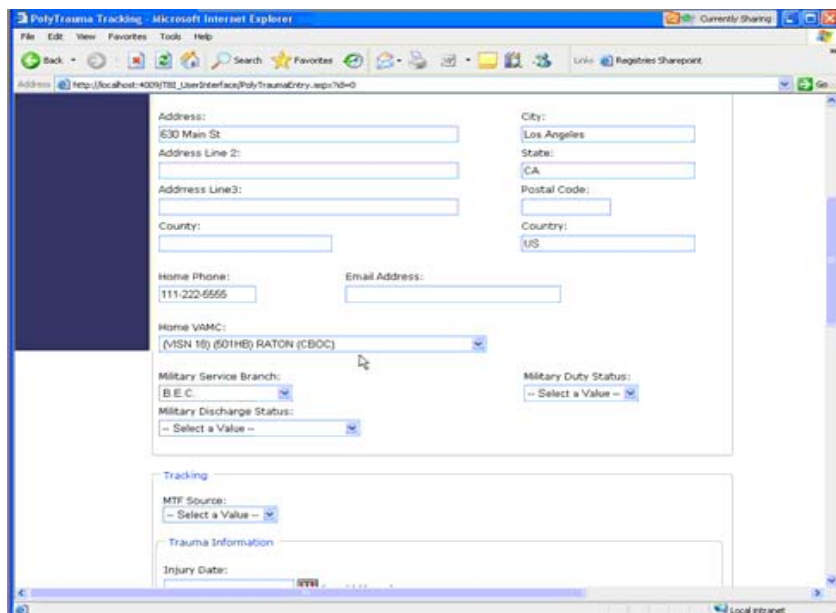 PolyTrauma Tracking - Microsoft Internet Explorer
Currently Sharing
File Edit View Favorites Tools Help
Back Search Favorites Links Registries Sharepoint
Address http://localhost:4009/TBI_UserInterface/PolyTraumaEntry.aspx?id=0 Go
Address: City:
630 Main St Los Angeles
Address Line 2: State:
CA
Addrress Line3: Postal Code:
County: Country:
US
Home Phone: Email Address:
111-222-5555
Home VAMC:
(VISN 18) (501HB) RATON (CBOC)
Military Service Branch: Military Duty Status:
B.E.C. -- Select a Value --
Military Discharge Status:
-- Select a Value --
Tracking
MTF Source:
-- Select a Value --
Trauma Information
Injury Date:
Local intranet